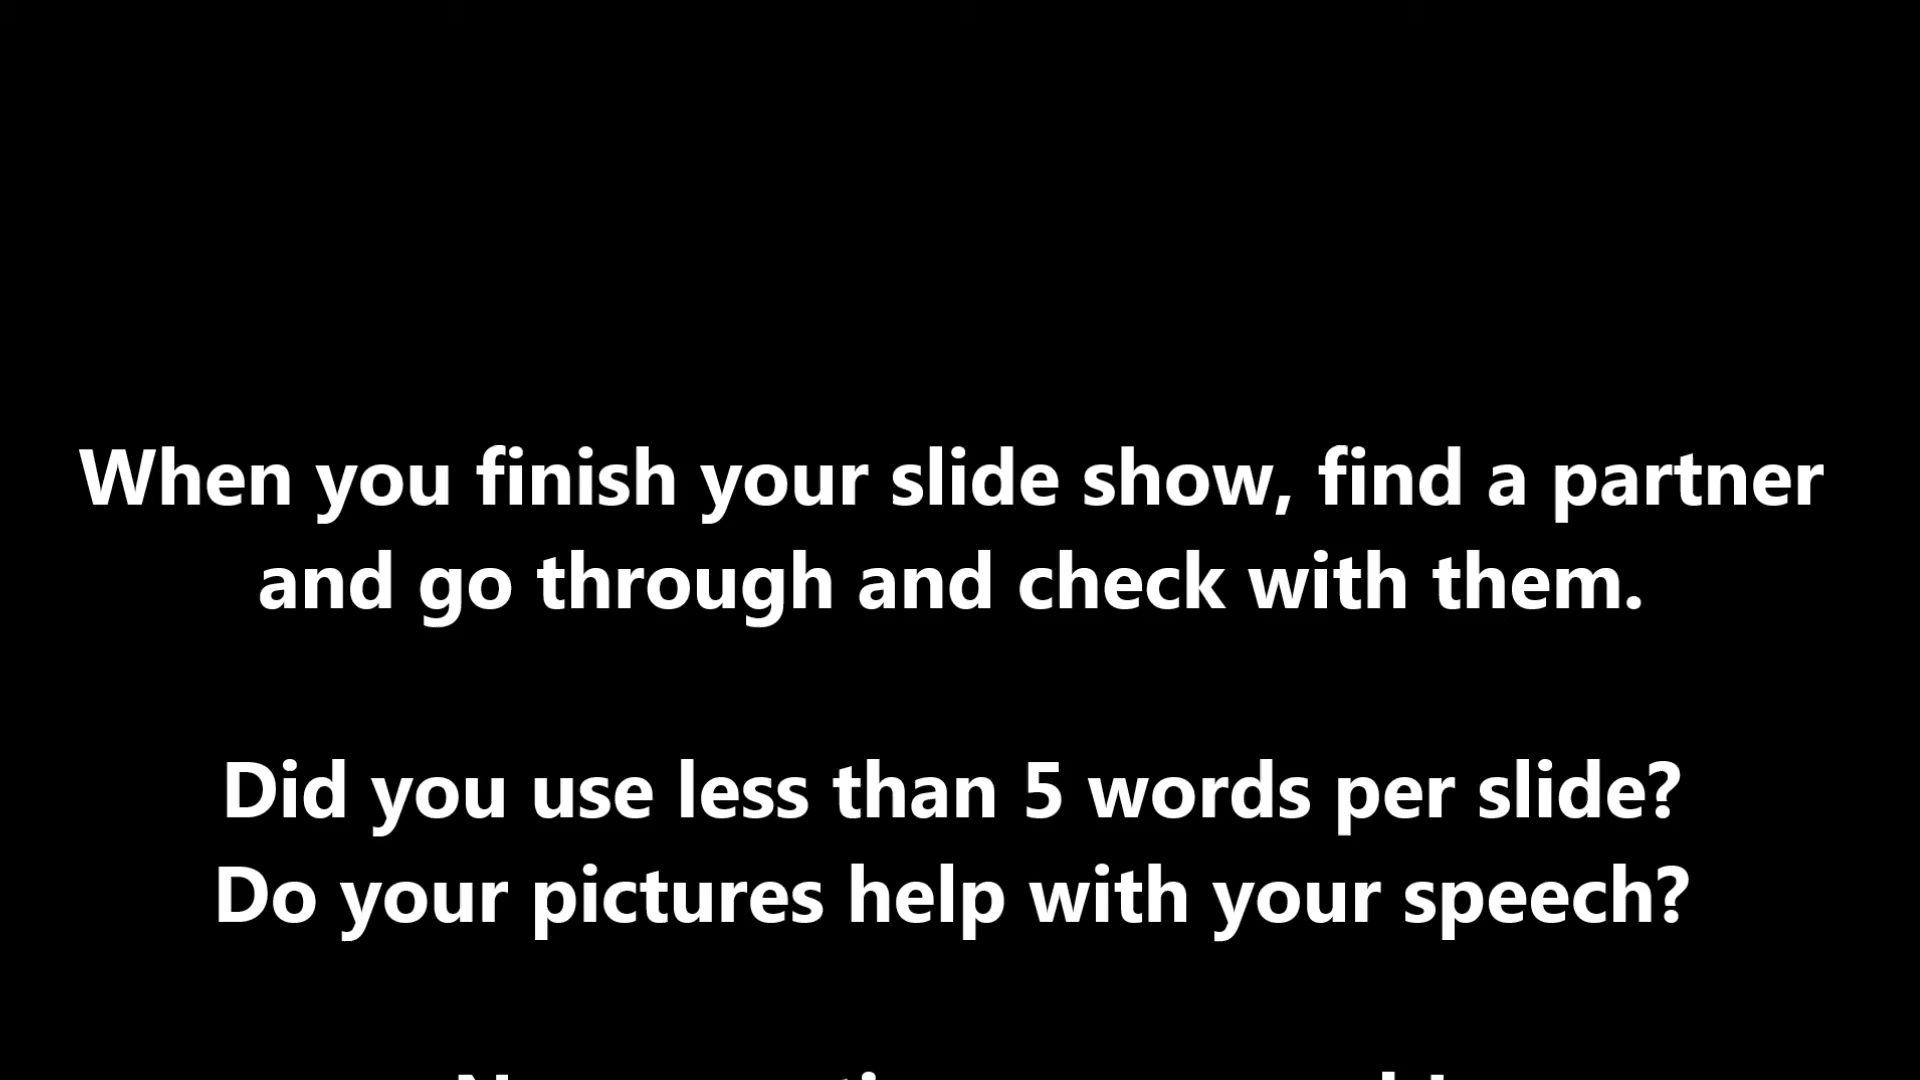 When you finish your slide show, find a partner
and go through and check with them.
Did you use less than 5 words per slide?
Do your pictures help with your speech?